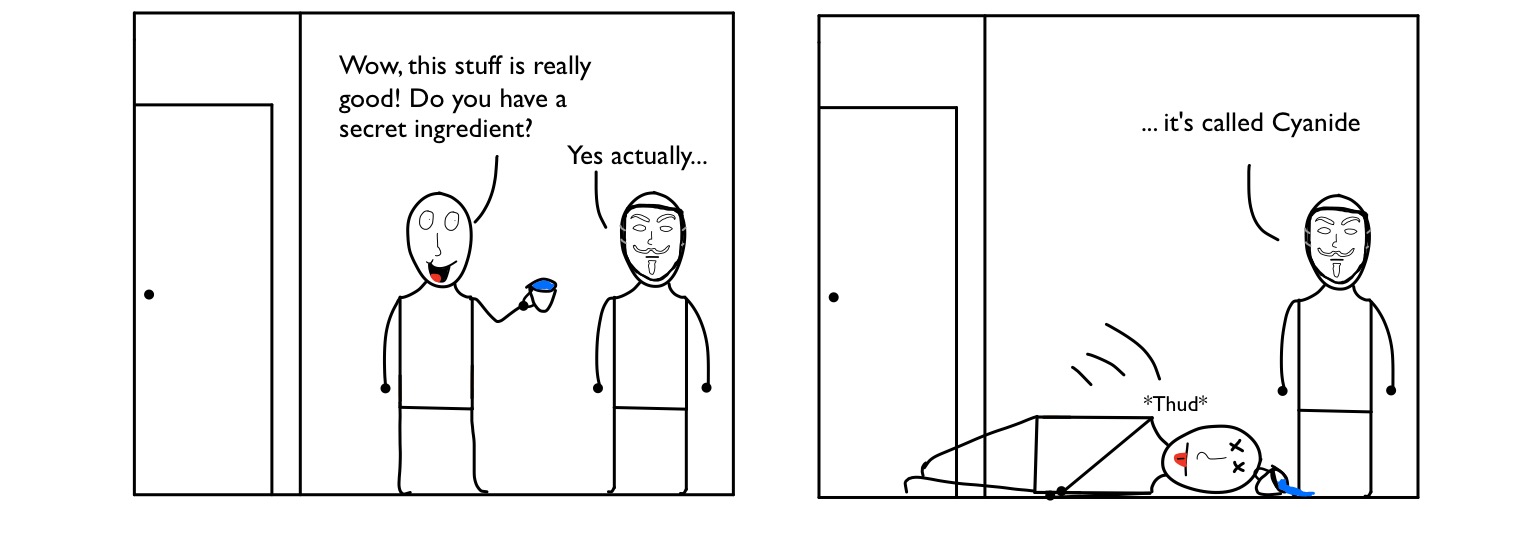 Wow, this stuff is really
good! Do you have a
secret ingredient?
Yes actually...
... it's called Cyanide
*Thud*